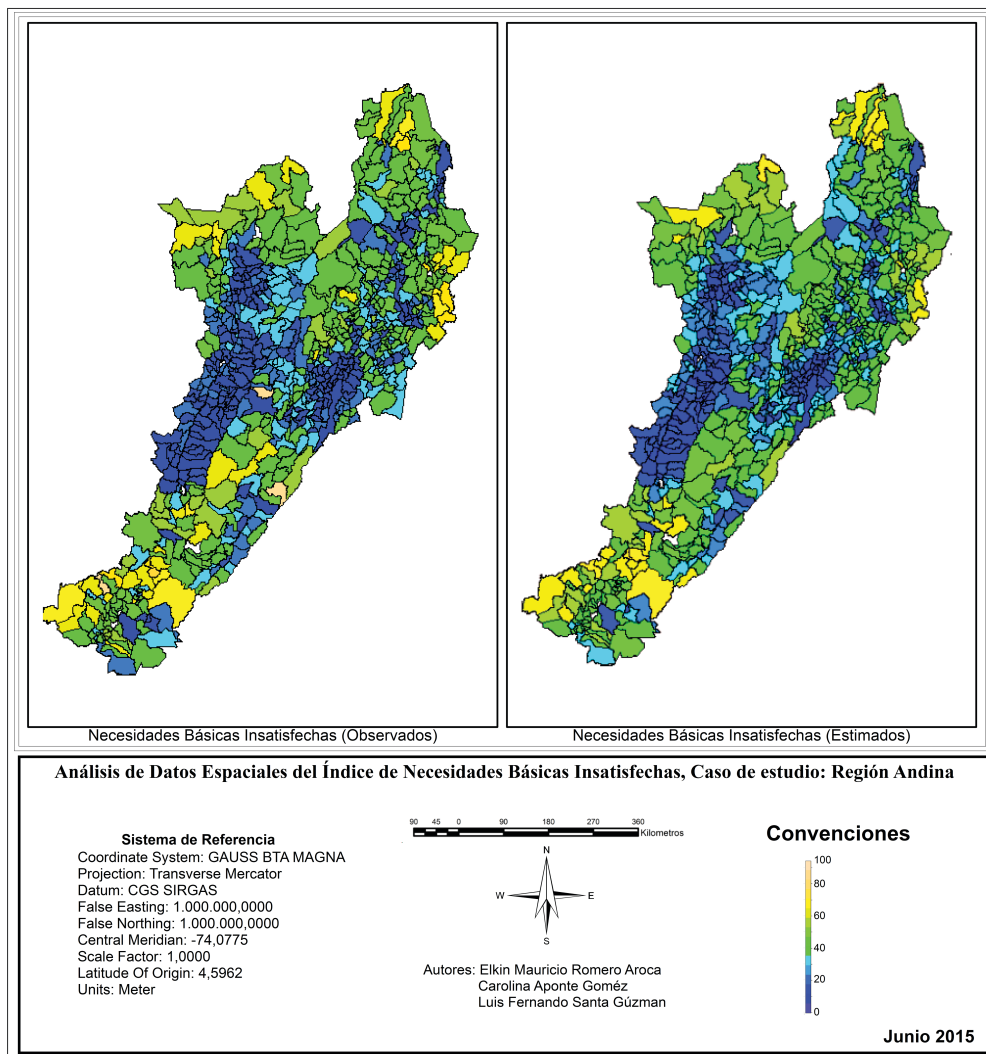 Necesidades Básicas Insatisfechas (Observados)
Necesidades Básicas Insatisfechas (Estimados)
Análisis de Datos Espaciales del Índice de Necesidades Básicas Insatisfechas, Caso de estudio: Región Andina
Sistema de Referencia
Coordinate System: GAUSS BTA MAGNA
Projection: Transverse Mercator
Datum: CGS SIRGAS
False Easting: 1.000.000,0000
False Northing: 1.000.000,0000
Central Meridian: -74,0775
Scale Factor: 1,0000
Latitude Of Origin: 4,5962
Units: Meter
90 45 0 90 180 270 360
Kilometros
N
W E
S
Autores: Elkin Mauricio Romero Aroca
Carolina Aponte Goméz
Luis Fernando Santa Gúzman
Convenciones
100
80
60
40
20
0
Junio 2015